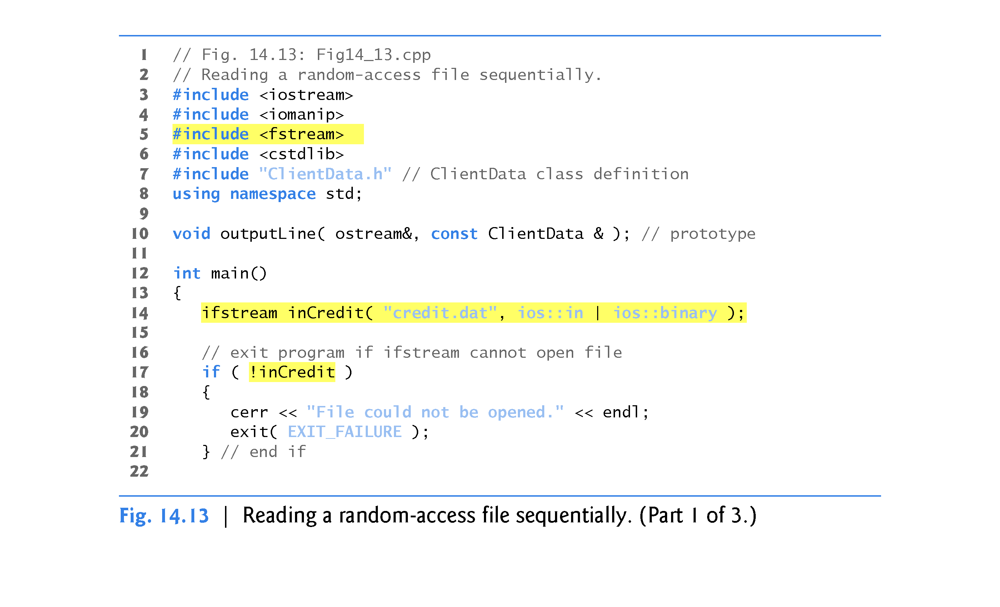 1 // Fig. 14.13: Fig14_13.cpp
2 // Reading a random-access file sequentially.
3 #include <iostream>
4 #include <iomanip>
5 #include <fstream>
6 #include <cstdlib>
7 #include "ClientData.h" // ClientData class definition
8 using namespace std;
9
10 void outputLine( ostream&, const ClientData & ); // prototype
11
12 int main()
13 {
14    ifstream inCredit( "credit.dat", ios::in | ios::binary );
15
16    // exit program if ifstream cannot open file
17    if ( !inCredit )
18    {
19       cerr << "File could not be opened." << endl;
20       exit( EXIT_FAILURE );
21    } // end if
22
Fig. 14.13 | Reading a random-access file sequentially. (Part 1 of 3.)